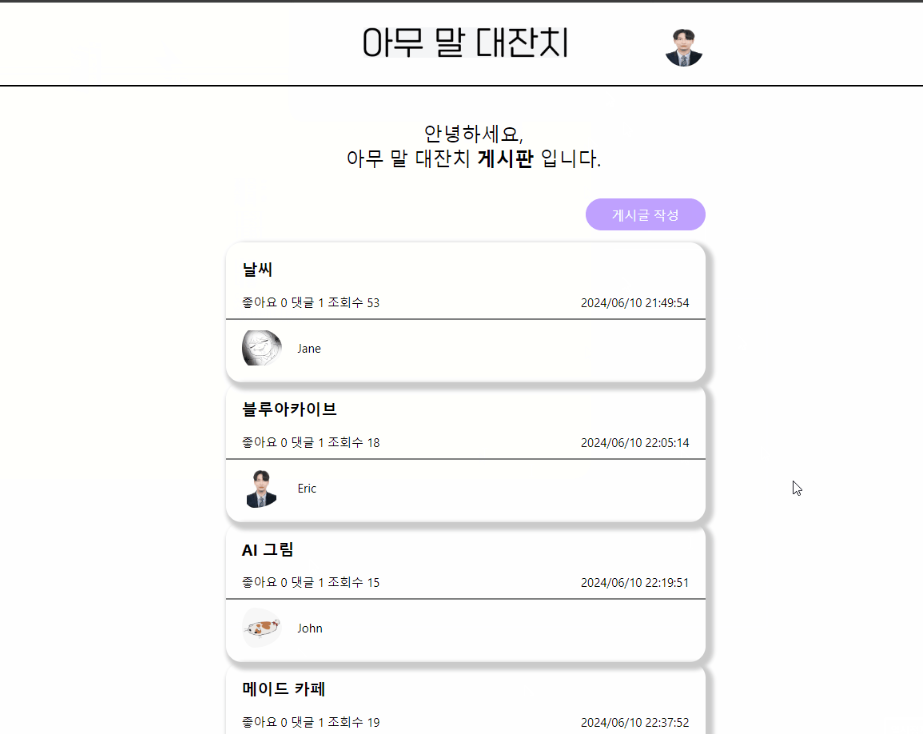 아무 말 대잔치
안녕하세요,
아무 말 대잔치 게시판 입니다.
게시글 작성
날씨
좋아요 0 댓글 1 조회수 53 2024/06/10 21:49:54
Jane
블루아카이브
좋아요 0 댓글 1 조회수 18 2024/06/10 22:05:14
Eric
AI 그림
좋아요 0 댓글 1 조회수 15 2024/06/10 22:19:51
John
메이드 카페
좋아요 0 댓글 1 조회수 19 2024/06/10 22:37:52